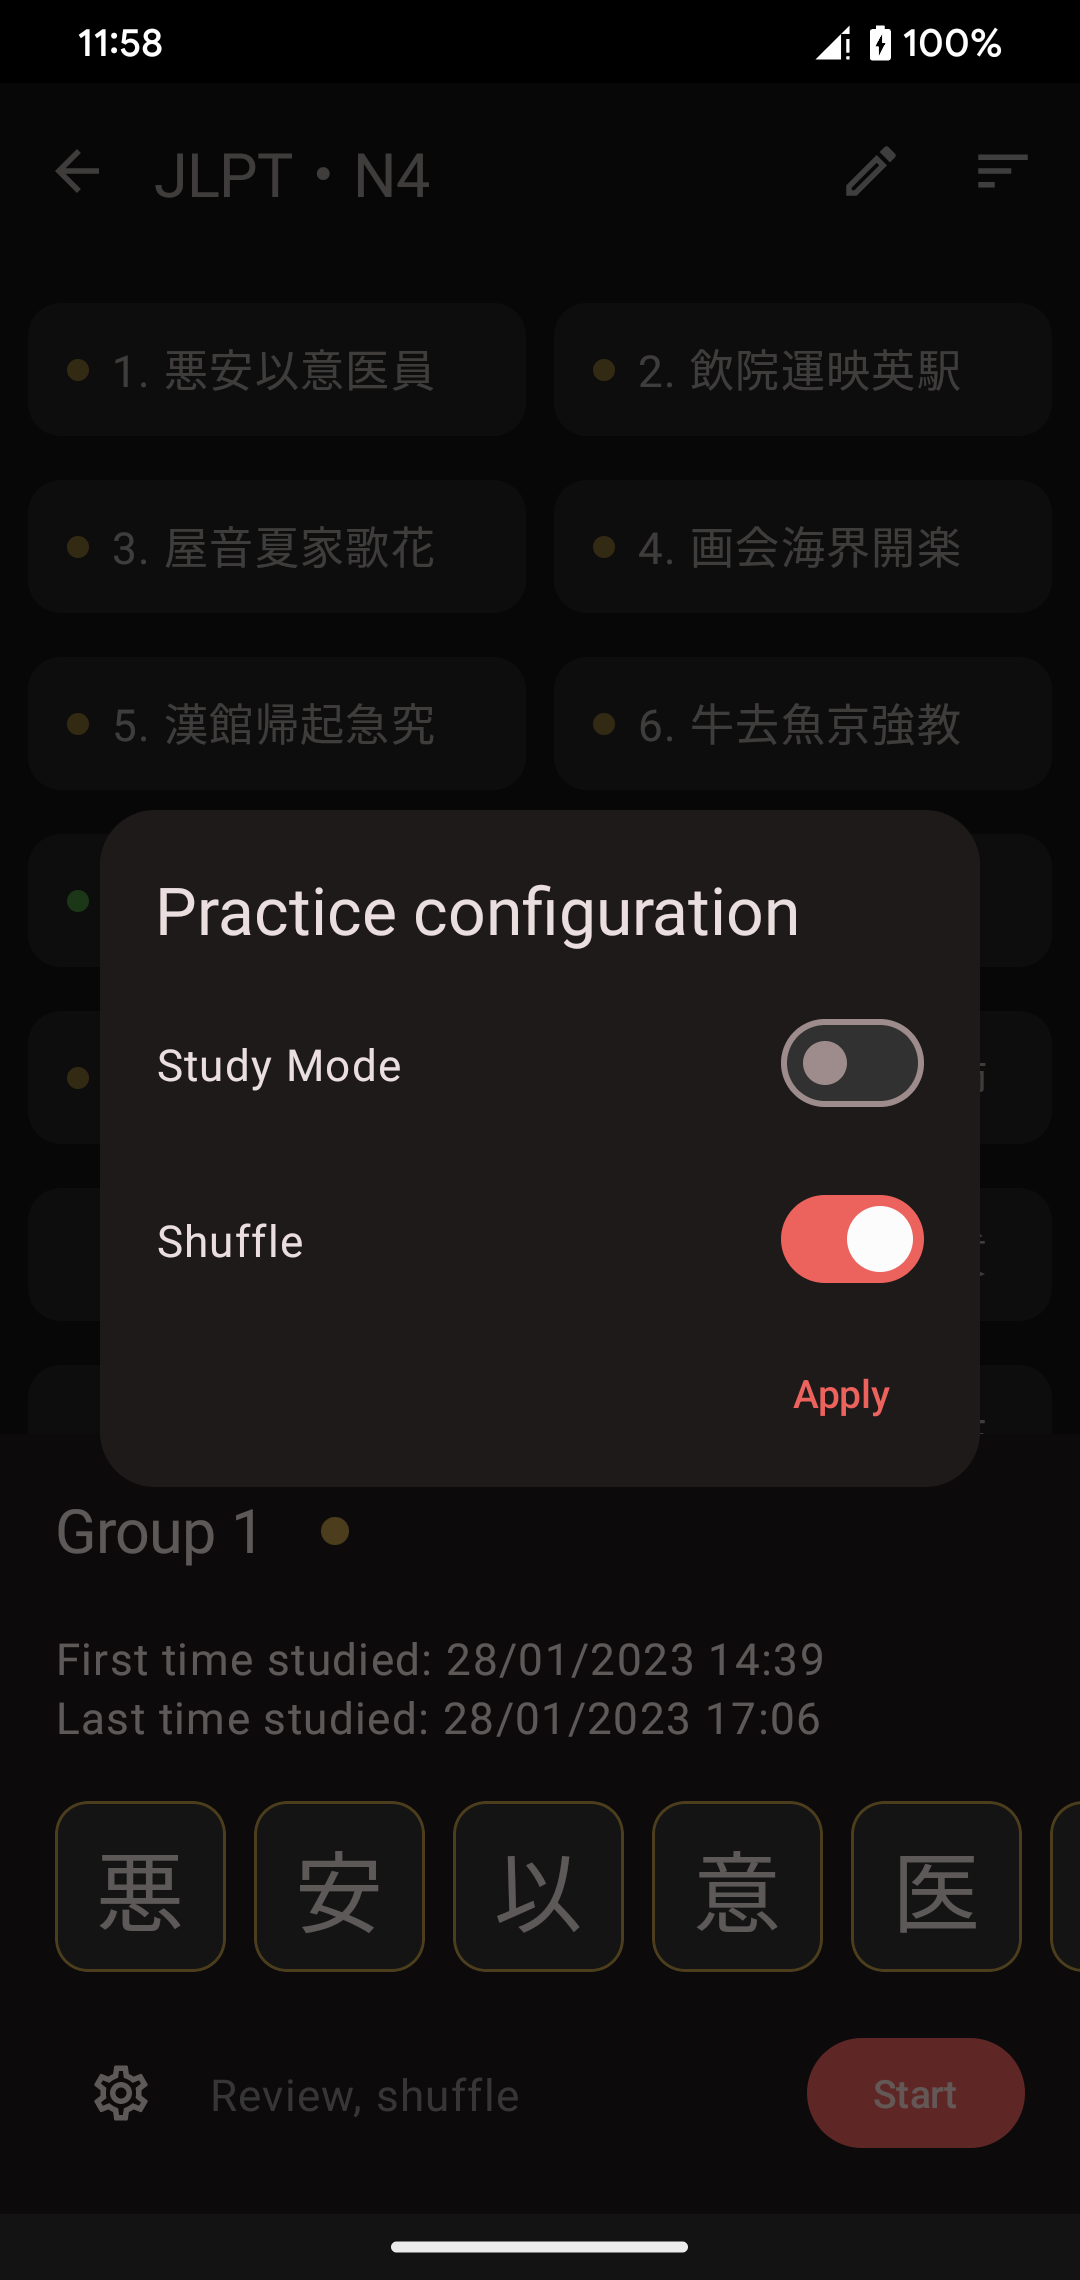 11:58
100%
JLPT・N4
1. 悪安以意医員
2. 飲院運映英駅
3. 屋音夏家歌花
4. 画会海界開楽
5. 漢館帰起急究
6. 牛去魚京強教
Practice configuration
Study Mode
Shuffle
Apply
Group 1
First time studied: 28/01/2023 14:39
Last time studied: 28/01/2023 17:06
悪 安 以 意 医
Review, shuffle
Start